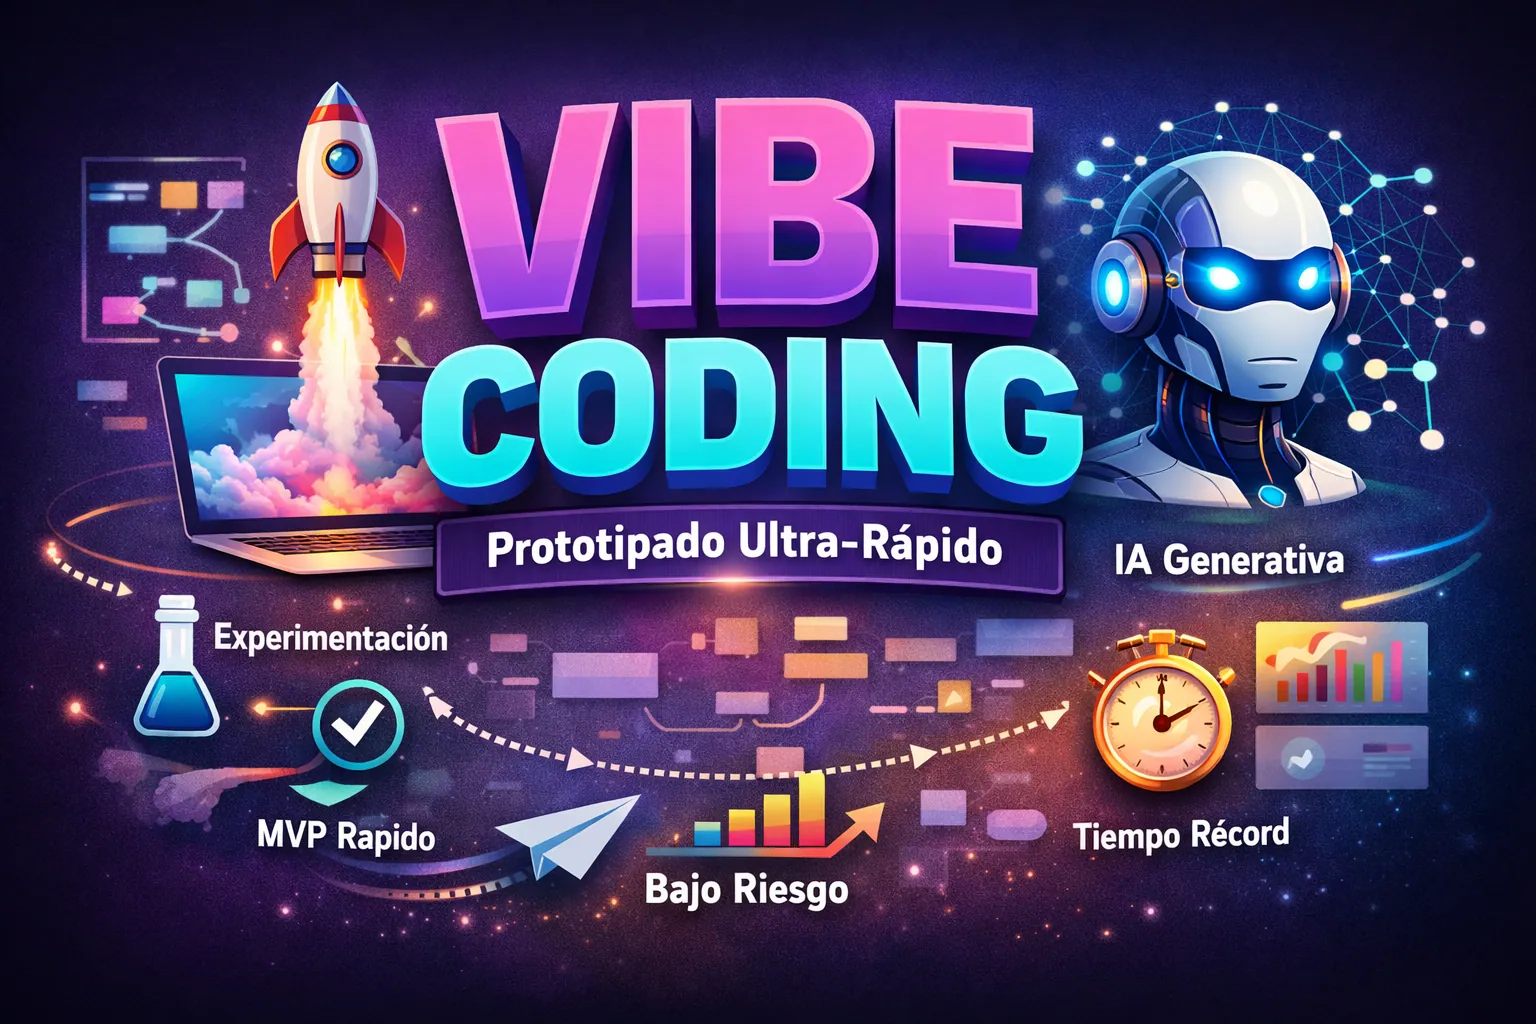 VIBE
CODING
Prototipado Ultra-Rápido
IA Generativa
Experimentación
MVP Rapido
Bajo Riesgo
Tiempo Récord